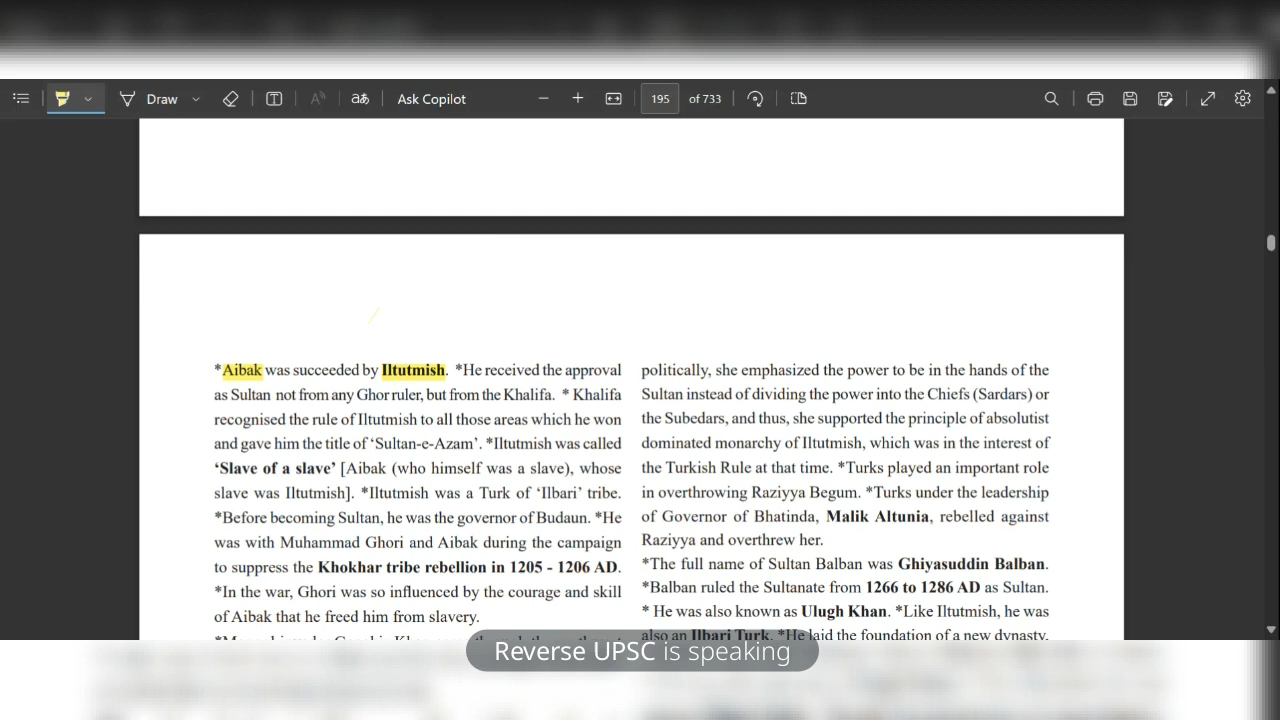 Draw
aあ
Ask Copilot
195 of 733
*Aibak was succeeded by Iltutmish. *He received the approval
as Sultan not from any Ghor ruler, but from the Khalifa. * Khalifa
recognised the rule of Iltutmish to all those areas which he won
and gave him the title of ‘Sultan-e-Azam’. *Iltutmish was called
‘Slave of a slave’ [Aibak (who himself was a slave), whose
slave was Iltutmish]. *Iltutmish was a Turk of ‘Ilbari’ tribe.
*Before becoming Sultan, he was the governor of Budaun. *He
was with Muhammad Ghori and Aibak during the campaign
to suppress the Khokhar tribe rebellion in 1205 - 1206 AD.
*In the war, Ghori was so influenced by the courage and skill
of Aibak that he freed him from slavery.
politically, she emphasized the power to be in the hands of the
Sultan instead of dividing the power into the Chiefs (Sardars) or
the Subedars, and thus, she supported the principle of absolutist
dominated monarchy of Iltutmish, which was in the interest of
the Turkish Rule at that time. *Turks played an important role
in overthrowing Raziyya Begum. *Turks under the leadership
of Governor of Bhatinda, Malik Altunia, rebelled against
Raziyya and overthrew her.
*The full name of Sultan Balban was Ghiyasuddin Balban.
*Balban ruled the Sultanate from 1266 to 1286 AD as Sultan.
* He was also known as Ulugh Khan. *Like Iltutmish, he was
also an Ilbari Turk. *He laid the foundation of a new dynasty,
Reverse UPSC is speaking